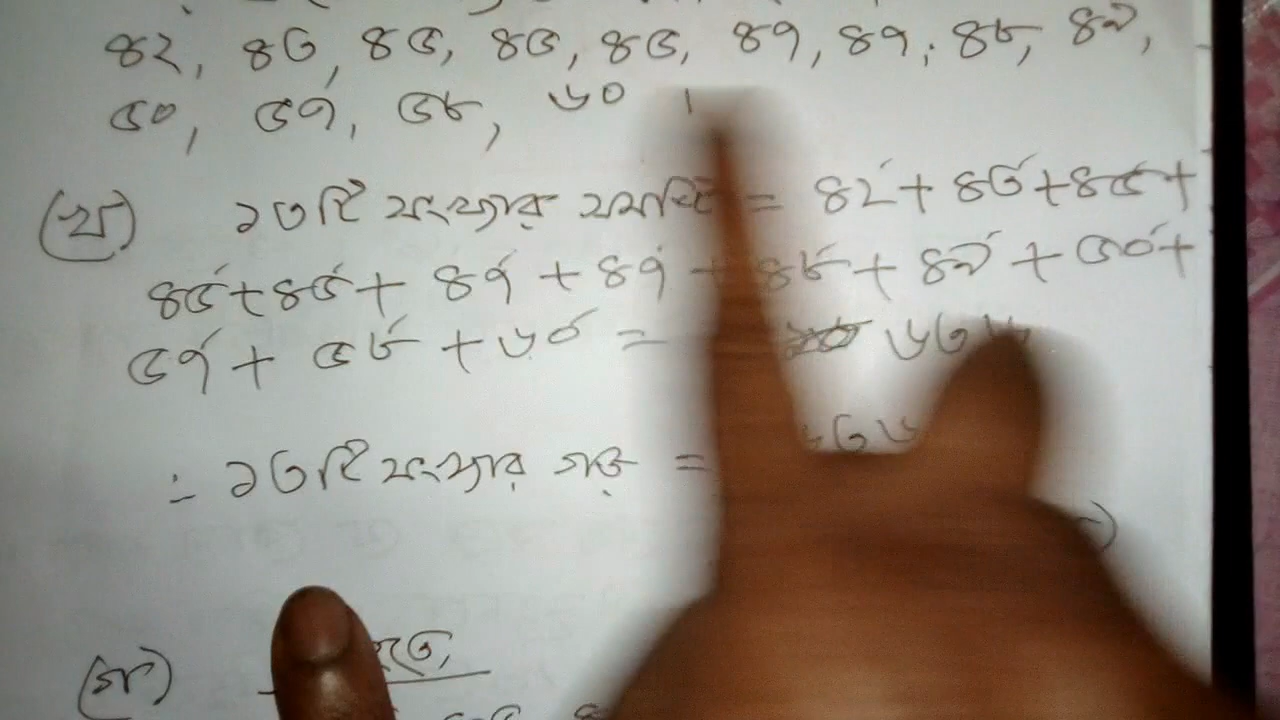 ৪২, ৪৩, ৪৫, ৪৫, ৪৫, ৪৭, ৪৭, ৪৮, ৪৯,
৫০, ৫৭, ৫৮, ৬০ ।
(খ) ১৩টি সংখ্যার সমষ্টি = ৪২ + ৪৩ + ৪৫ +
৪৫ + ৪৫ + ৪৭ + ৪৭ + ৪৮ + ৪৯ + ৫০ +
৫৭ + ৫৮ + ৬০ = ৬৩৬
∴ ১৩টি সংখ্যার গড় =
(গ)